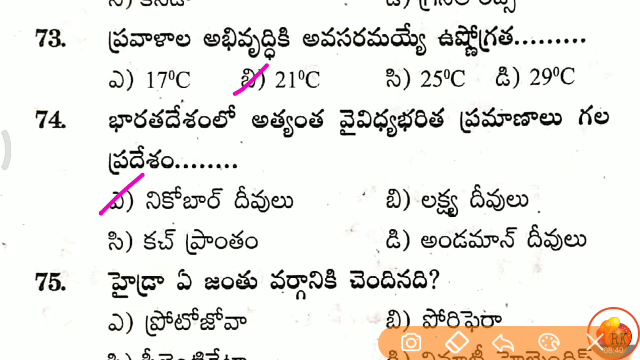 73. ప్రవాళాల అభివృద్ధికి అవసరమయ్యే ఉష్ణోగ్రత.........
ఎ) 17⁰C బి) 21⁰C సి) 25⁰C డి) 29⁰C
74. భారతదేశంలో అత్యంత వైవిధ్యభరిత ప్రమాణాలు గల
ప్రదేశం........
ఎ) నికోబార్ దీవులు బి) లక్ష్య దీవులు
సి) కచ్ ప్రాంతం డి) అండమాన్ దీవులు
75. హైడ్రా ఏ జంతు వర్గానికి చెందినది?
ఎ) ప్రోటోజోవా బి) పోరిఫెరా